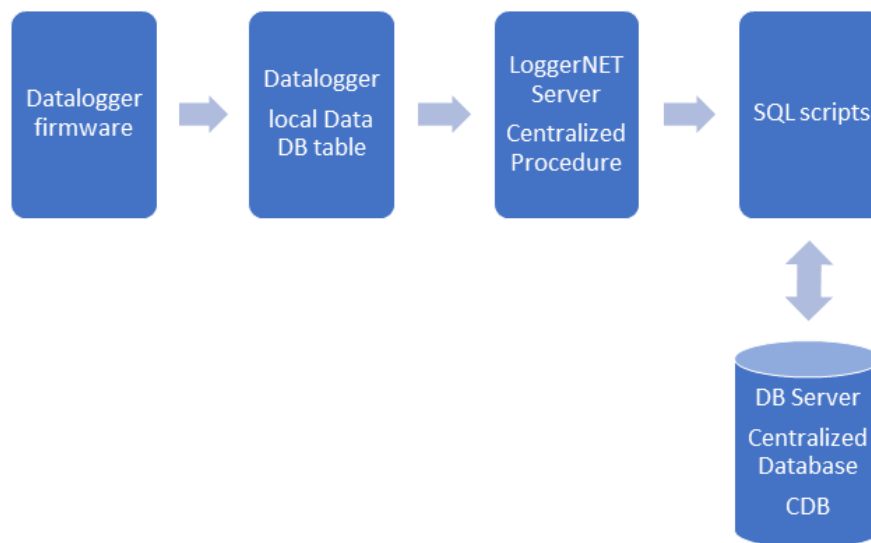 Datalogger
firmware
Datalogger
local Data
DB table
LoggerNET
Server
Centralized
Procedure
SQL scripts
DB Server
Centralized
Database
CDB